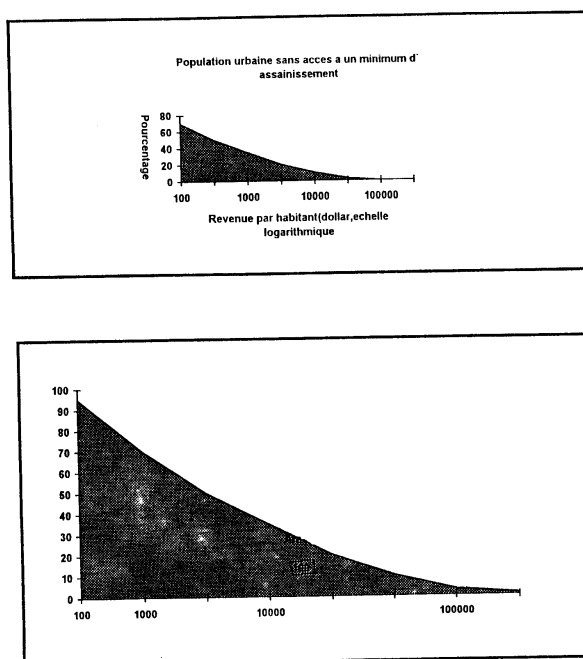 Population urbaine sans acces a un minimum d'
assainissement
Pourcentage
80
60
40
20
0
100 1000 10000 100000
Revenue par habitant(dollar,echelle
logarithmique
100
90
80
70
60
50
40
30
20
10
0
100 1000 10000 100000